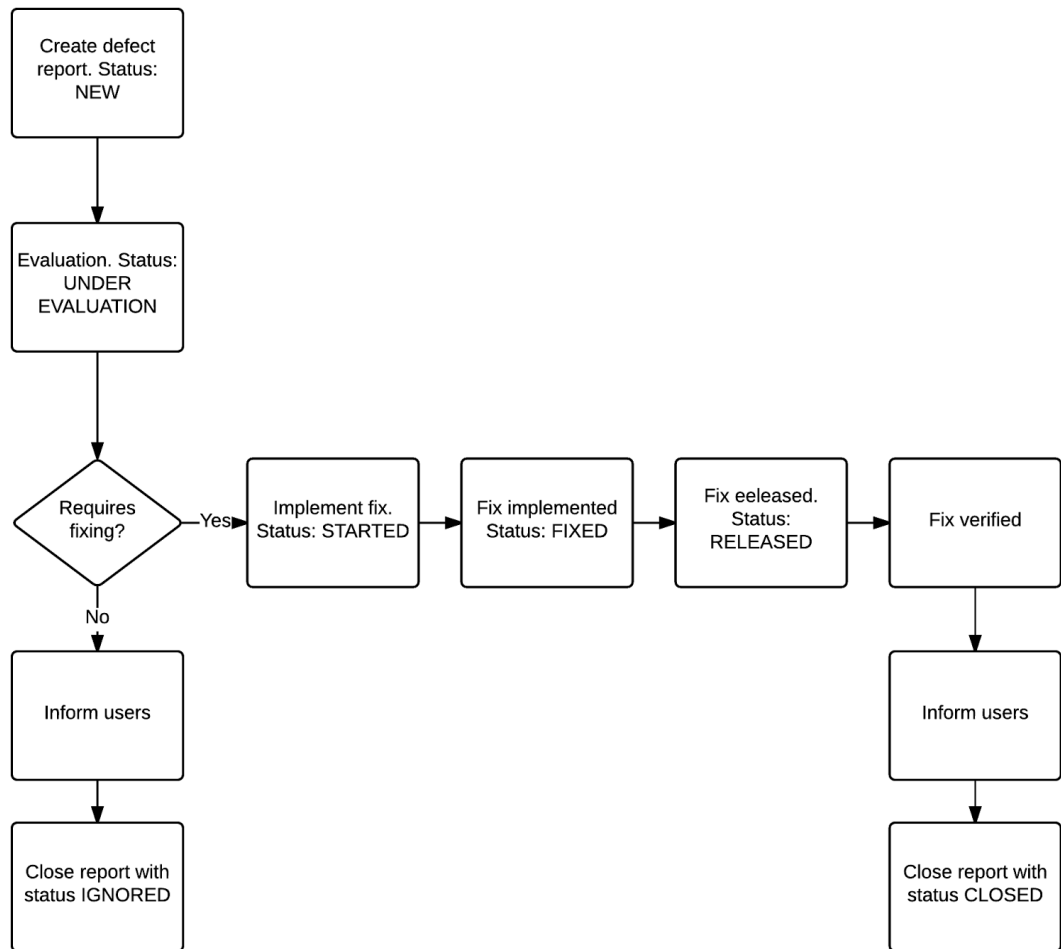 Create defect
report. Status:
NEW
Evaluation. Status:
UNDER
EVALUATION
Requires
fixing?
Yes
Implement fix.
Status: STARTED
Fix implemented
Status: FIXED
Fix eeleased.
Status:
RELEASED
Fix verified
No
Inform users
Inform users
Close report with
status IGNORED
Close report with
status CLOSED